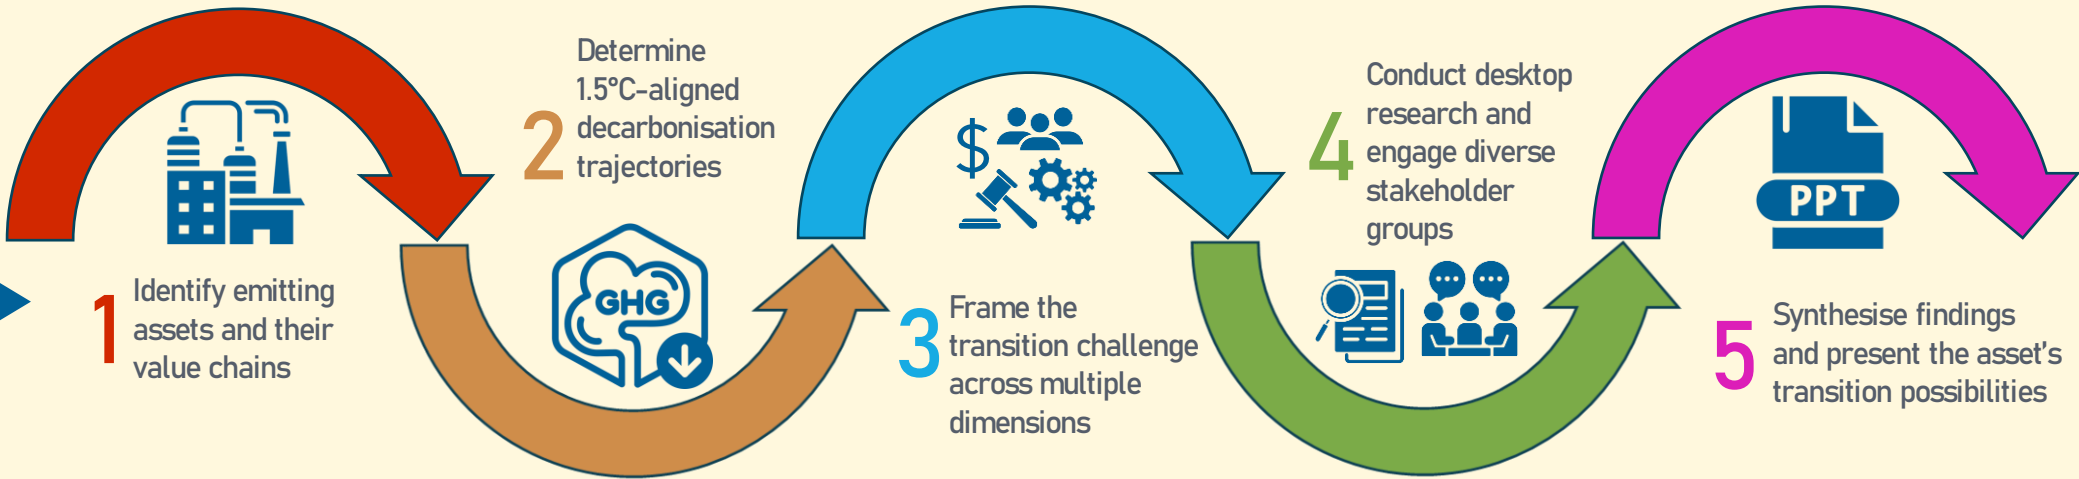 1
Identify emitting
assets and their
value chains
2
Determine
1.5°C-aligned
decarbonisation
trajectories
GHG
3
Frame the
transition challenge
across multiple
dimensions
4
Conduct desktop
research and
engage diverse
stakeholder
groups
5
Synthesise findings
and present the asset's
transition possibilities
PPT
$